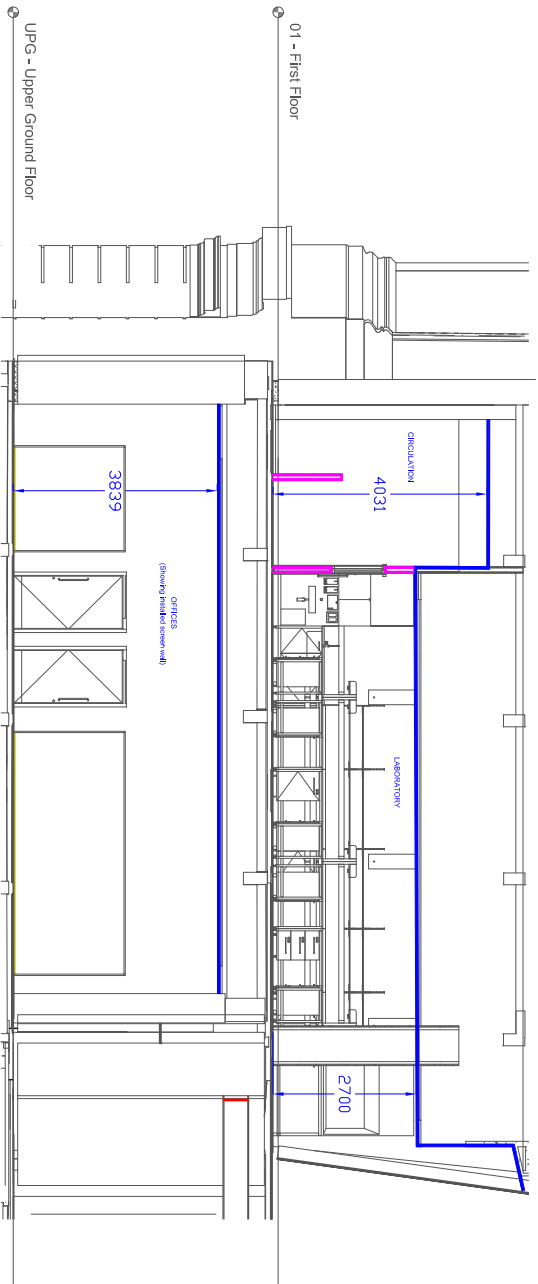 01 - First Floor
UPG - Upper Ground Floor
CIRCULATION
4031
3839
OFFICES
(Showing installed screen wall)
LABORATORY
2700